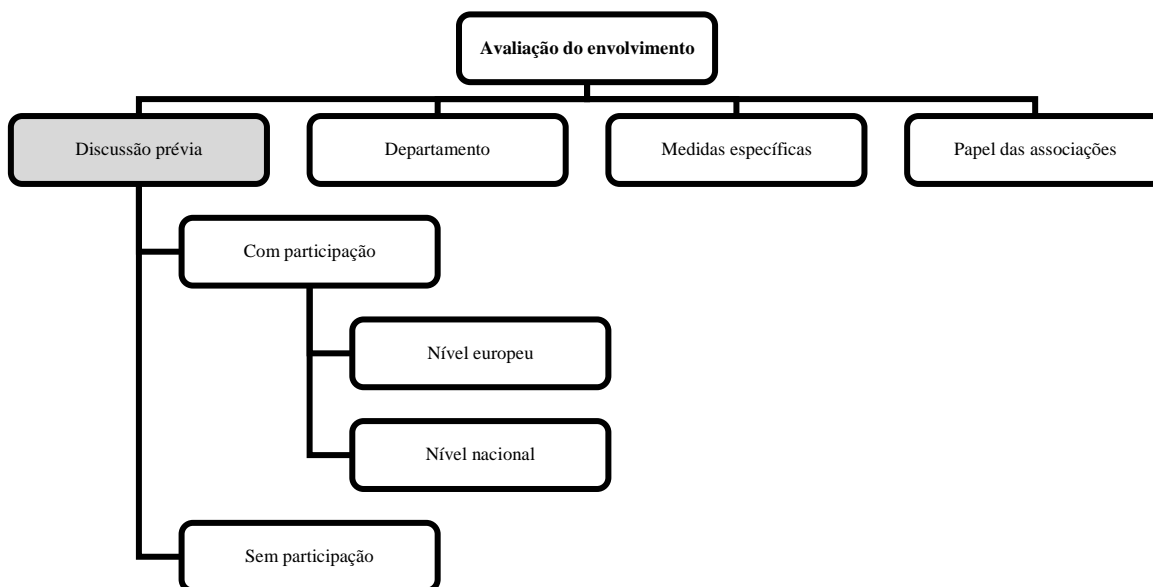 Avaliação do envolvimento
Discussão prévia
Departamento
Medidas específicas
Papel das associações
Com participação
Nível europeu
Nível nacional
Sem participação